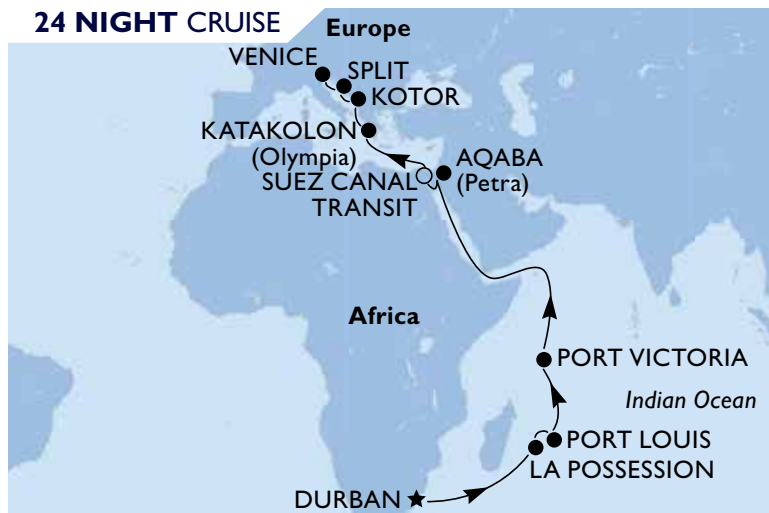 24 NIGHT CRUISE
Europe
VENICE
SPLIT
KOTOR
KATAKOLON
(Olympia)
AQABA
(Petra)
SUEZ CANAL
TRANSIT
Africa
PORT VICTORIA
Indian Ocean
PORT LOUIS
LA POSSESSION
DURBAN